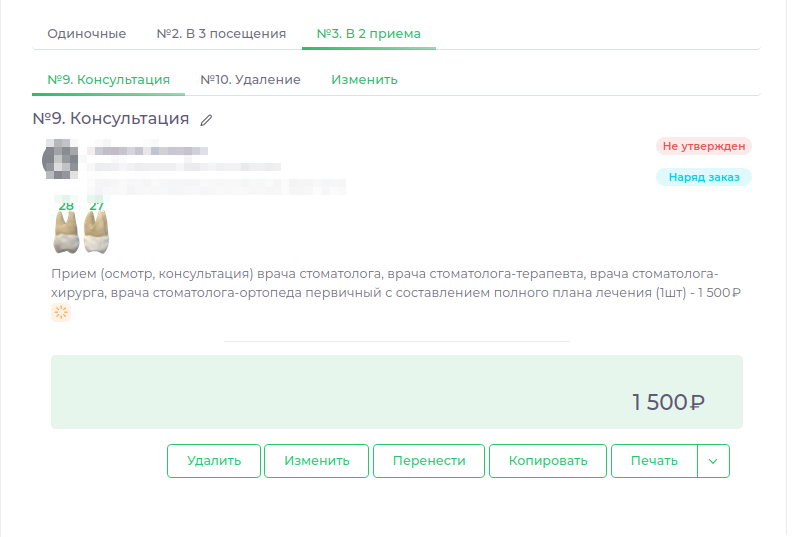 Одиночные №2. В 3 посещения №3. В 2 приема
№9. Консультация №10. Удаление Изменить
№9. Консультация
Не утвержден
Наряд заказ
28 27
Прием (осмотр, консультация) врача стоматолога, врача стоматолога-терапевта, врача стоматолога-
хирурга, врача стоматолога-ортопеда первичный с составлением полного плана лечения (1шт) - 1 500₽
1 500₽
Удалить Изменить Перенести Копировать Печать